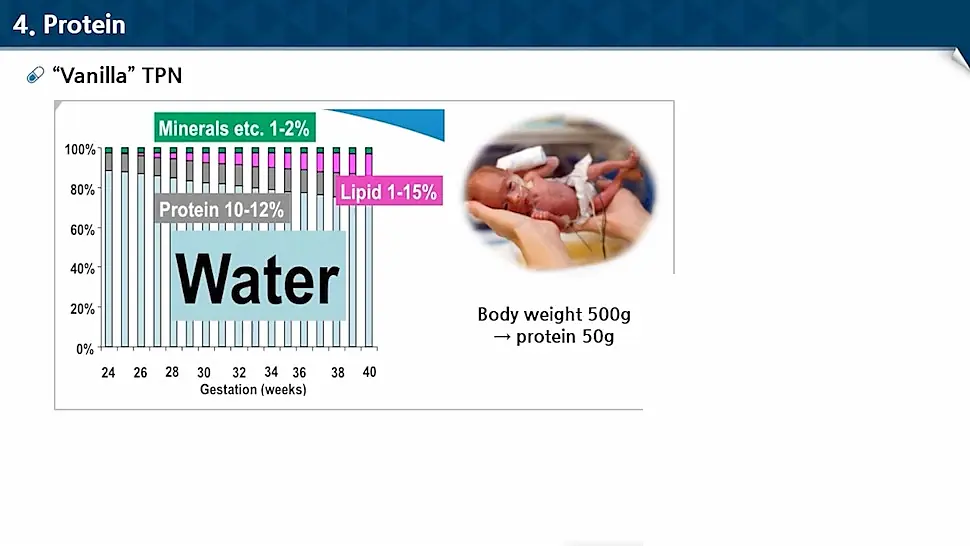 4. Protein
“Vanilla” TPN
Minerals etc. 1-2%
100%
80%
60%
40%
20%
0%
Lipid 1-15%
Protein 10-12%
Water
24 26 28 30 32 34 36 38 40
Gestation (weeks)
Body weight 500g
→ protein 50g